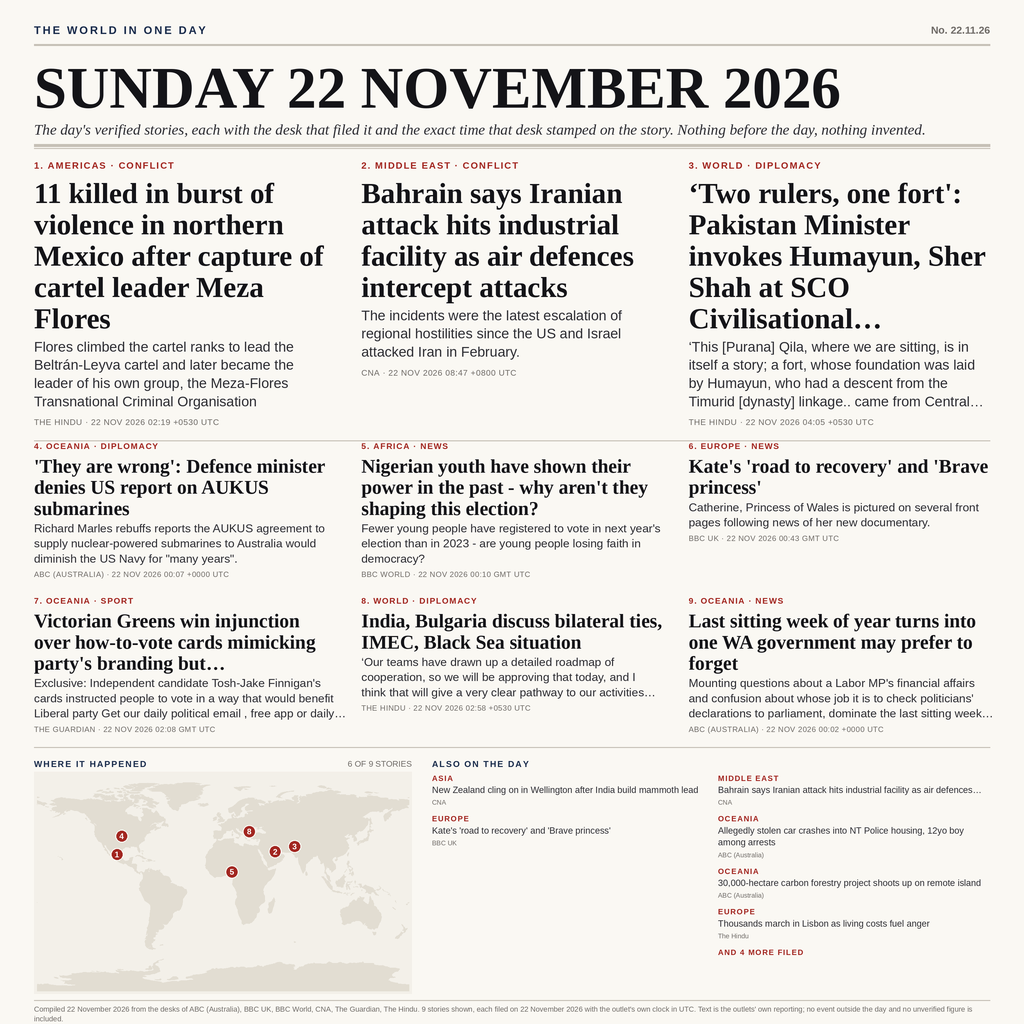 THE WORLD IN ONE DAY
No. 22.11.26
SUNDAY 22 NOVEMBER 2026
The day's verified stories, each with the desk that filed it and the exact time that desk stamped on the story. Nothing before the day, nothing invented.
1. AMERICAS · CONFLICT
11 killed in burst of
violence in northern
Mexico after capture of
cartel leader Meza
Flores
Flores climbed the cartel ranks to lead the
Beltrán-Leyva cartel and later became the
leader of his own group, the Meza-Flores
Transnational Criminal Organisation
THE HINDU · 22 NOV 2026 02:19 +0530 UTC
2. MIDDLE EAST · CONFLICT
Bahrain says Iranian
attack hits industrial
facility as air defences
intercept attacks
The incidents were the latest escalation of
regional hostilities since the US and Israel
attacked Iran in February.
CNA · 22 NOV 2026 08:47 +0800 UTC
3. WORLD · DIPLOMACY
‘Two rulers, one fort':
Pakistan Minister
invokes Humayun, Sher
Shah at SCO
Civilisational…
‘This [Purana] Qila, where we are sitting, is in
itself a story; a fort, whose foundation was laid
by Humayun, who had a descent from the
Timurid [dynasty] linkage.. came from Central…
THE HINDU · 22 NOV 2026 04:05 +0530 UTC
4. OCEANIA · DIPLOMACY
'They are wrong': Defence minister
denies US report on AUKUS
submarines
Richard Marles rebuffs reports the AUKUS agreement to
supply nuclear-powered submarines to Australia would
diminish the US Navy for "many years".
ABC (AUSTRALIA) · 22 NOV 2026 00:07 +0000 UTC
5. AFRICA · NEWS
Nigerian youth have shown their
power in the past - why aren't they
shaping this election?
Fewer young people have registered to vote in next year's
election than in 2023 - are young people losing faith in
democracy?
BBC WORLD · 22 NOV 2026 00:10 GMT UTC
6. EUROPE · NEWS
Kate's 'road to recovery' and 'Brave
princess'
Catherine, Princess of Wales is pictured on several front
pages following news of her new documentary.
BBC UK · 22 NOV 2026 00:43 GMT UTC
7. OCEANIA · SPORT
Victorian Greens win injunction
over how-to-vote cards mimicking
party's branding but…
Exclusive: Independent candidate Tosh-Jake Finnigan's
cards instructed people to vote in a way that would benefit
Liberal party Get our daily political email , free app or daily…
THE GUARDIAN · 22 NOV 2026 02:08 GMT UTC
8. WORLD · DIPLOMACY
India, Bulgaria discuss bilateral ties,
IMEC, Black Sea situation
‘Our teams have drawn up a detailed roadmap of
cooperation, so we will be approving that today, and I
think that will give a very clear pathway to our activities…
THE HINDU · 22 NOV 2026 02:58 +0530 UTC
9. OCEANIA · NEWS
Last sitting week of year turns into
one WA government may prefer to
forget
Mounting questions about a Labor MP's financial affairs
and confusion about whose job it is to check politicians'
declarations to parliament, dominate the last sitting week…
ABC (AUSTRALIA) · 22 NOV 2026 00:02 +0000 UTC
WHERE IT HAPPENED
6 OF 9 STORIES
4
1
8
2
3
5
ALSO ON THE DAY
ASIA
New Zealand cling on in Wellington after India build mammoth lead
CNA
EUROPE
Kate's 'road to recovery' and 'Brave princess'
BBC UK
MIDDLE EAST
Bahrain says Iranian attack hits industrial facility as air defences…
CNA
OCEANIA
Allegedly stolen car crashes into NT Police housing, 12yo boy
among arrests
ABC (Australia)
OCEANIA
30,000-hectare carbon forestry project shoots up on remote island
ABC (Australia)
EUROPE
Thousands march in Lisbon as living costs fuel anger
The Hindu
AND 4 MORE FILED
Compiled 22 November 2026 from the desks of ABC (Australia), BBC UK, BBC World, CNA, The Guardian, The Hindu. 9 stories shown, each filed on 22 November 2026 with the outlet's own clock in UTC. Text is the outlets' own reporting; no event outside the day and no unverified figure is
included.